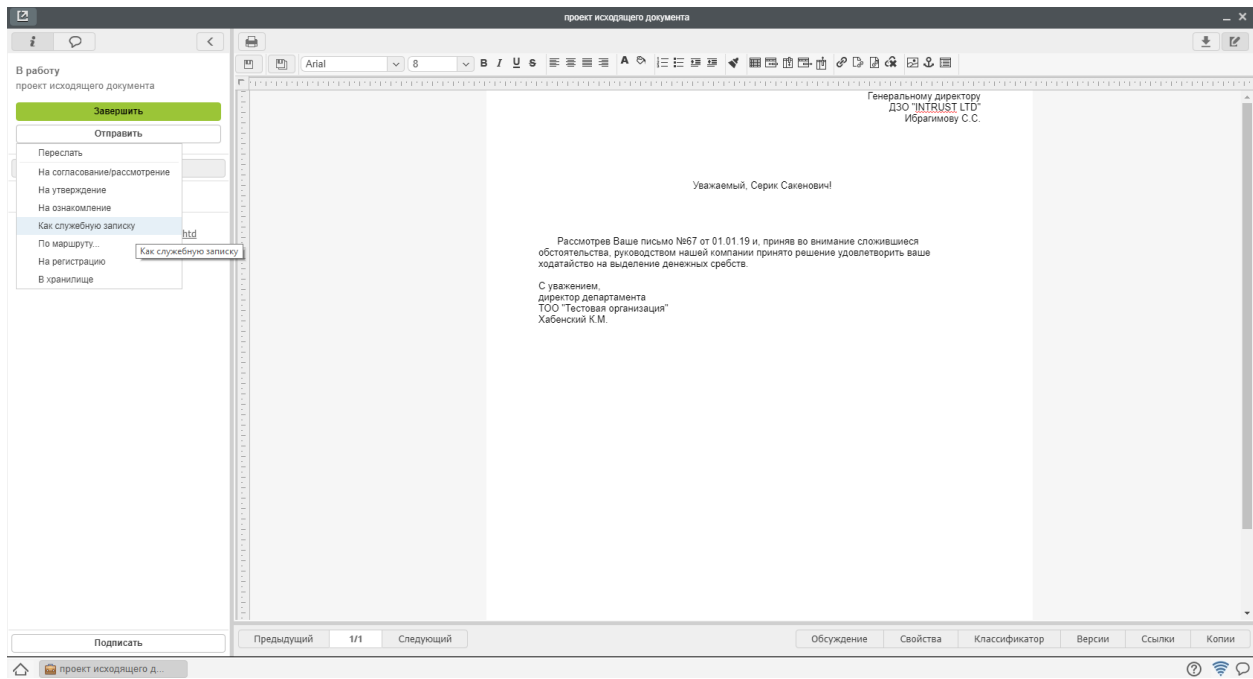 проект исходящего документа
В работу
проект исходящего документа
Завершить
Отправить
Переслать
На согласование/рассмотрение
На утверждение
На ознакомление
Как служебную записку
htd
По маршруту...
Как служебную записку
На регистрацию
В хранилище
Подписать
Arial
8
B I U S
Генеральному директору
ДЗО "INTRUST LTD"
Ибрагимову С.С.
Уважаемый, Серик Сакенович!
Рассмотрев Ваше письмо №67 от 01.01.19 и, приняв во внимание сложившиеся
обстоятельства, руководством нашей компании принято решение удовлетворить ваше
ходатайство на выделение денежных сребств.
С уважением,
директор департамента
ТОО "Тестовая организация"
Хабенский К.М.
Предыдущий 1/1 Следующий
Обсуждение Свойства Классификатор Версии Ссылки Копии
проект исходящего д...